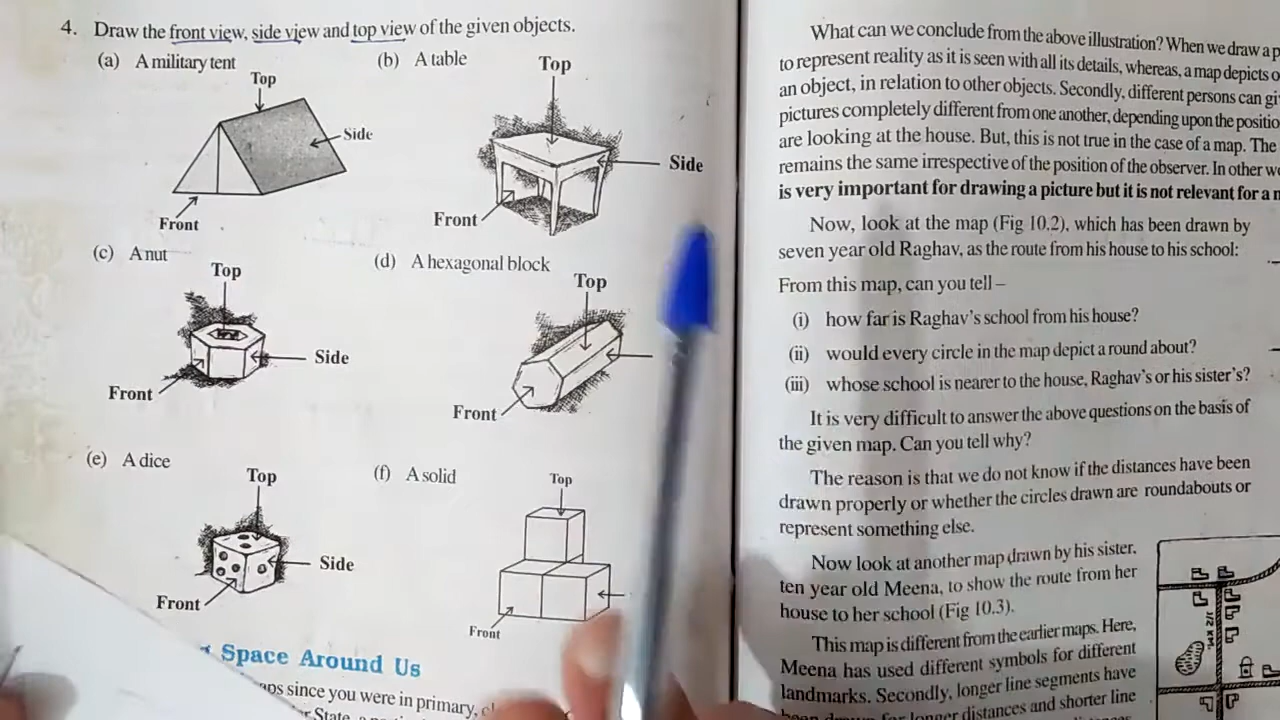 4. Draw the front view, side view and top view of the given objects.
(a) A military tent
Top
Side
Front
(b) A table
Top
Side
Front
(c) A nut
Top
Side
Front
(d) A hexagonal block
Top
Front
(e) A dice
Top
Side
Front
(f) A solid
Top
Front
Space Around Us
since you were in primary,
State,
What can we conclude from the above illustration? When we draw a
to represent reality as it is seen with all its details, whereas, a map depicts
an object, in relation to other objects. Secondly, different persons can
pictures completely different from one another, depending upon the
are looking at the house. But, this is not true in the case of a map. The
remains the same irrespective of the position of the observer. In other
is very important for drawing a picture but it is not relevant for a
Now, look at the map (Fig 10.2), which has been drawn by
seven year old Raghav, as the route from his house to his school:
From this map, can you tell –
(i) how far is Raghav's school from his house?
(ii) would every circle in the map depict a round about?
(iii) whose school is nearer to the house, Raghav's or his sister's?
It is very difficult to answer the above questions on the basis of
the given map. Can you tell why?
The reason is that we do not know if the distances have been
drawn properly or whether the circles drawn are roundabouts or
represent something else.
Now look at another map drawn by his sister,
ten year old Meena, to show the route from her
house to her school (Fig 10.3).
This map is different from the earlier maps. Here,
Meena has used different symbols for different
landmarks. Secondly, longer line segments have
been drawn for longer distances and shorter line
1/2 KM.